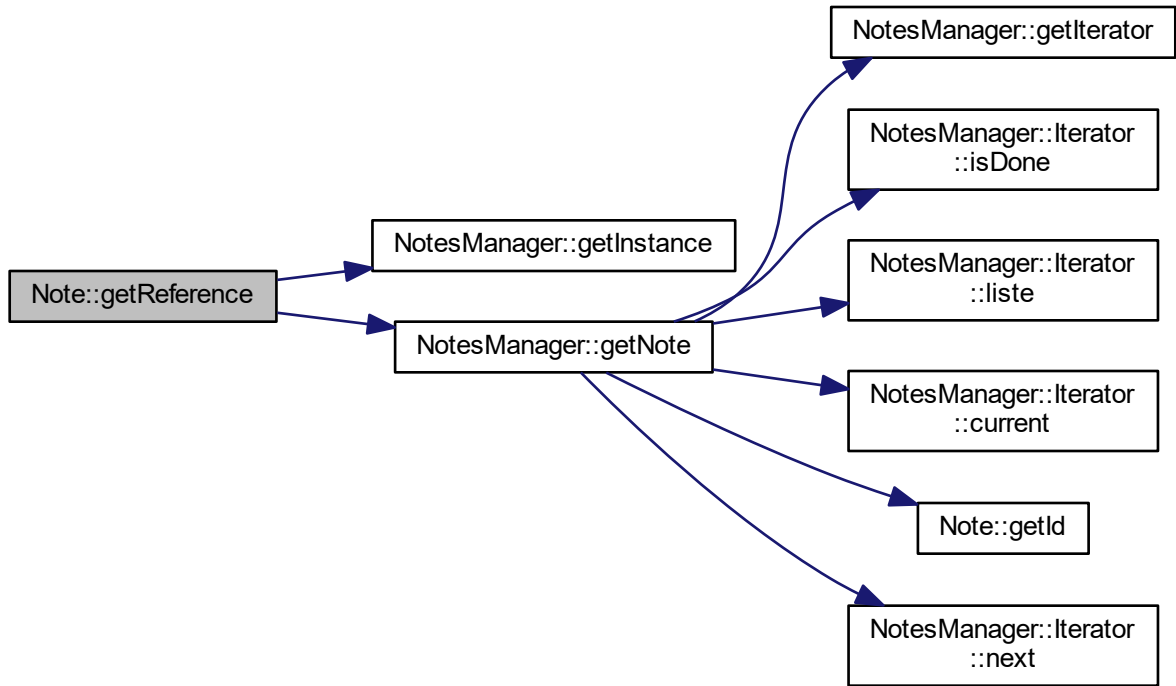 NotesManager::getIterator
NotesManager::Iterator
::isDone
NotesManager::getInstance
NotesManager::Iterator
::liste
Note::getReference
NotesManager::getNote
NotesManager::Iterator
::current
Note::getId
NotesManager::Iterator
::next